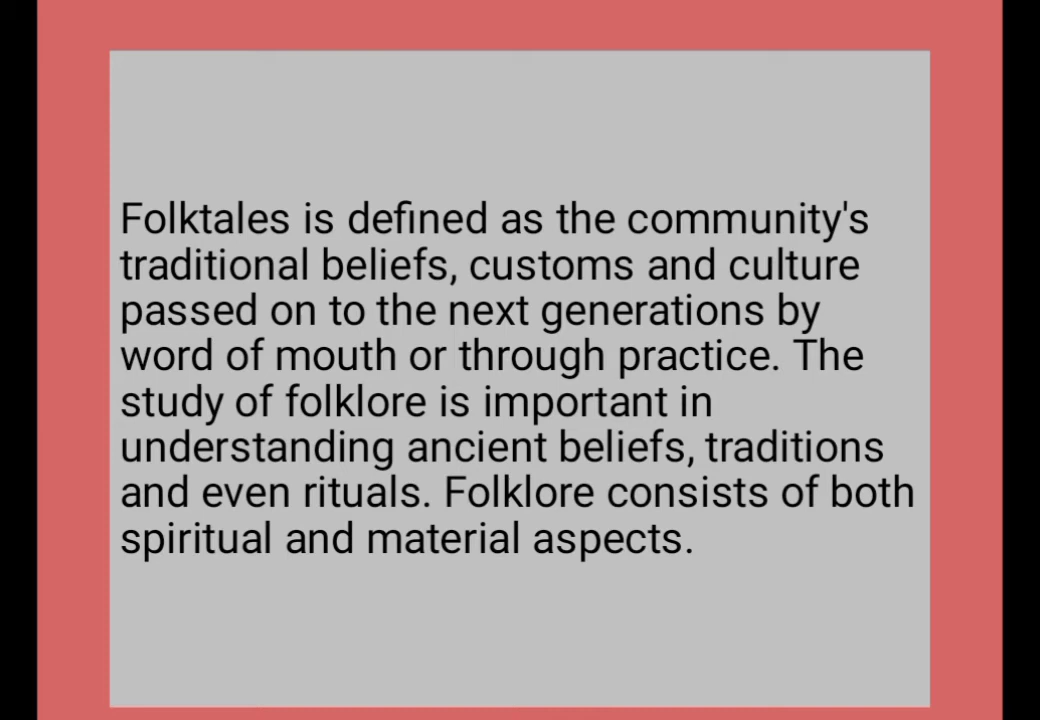 Folktales is defined as the community's
traditional beliefs, customs and culture
passed on to the next generations by
word of mouth or through practice. The
study of folklore is important in
understanding ancient beliefs, traditions
and even rituals. Folklore consists of both
spiritual and material aspects.